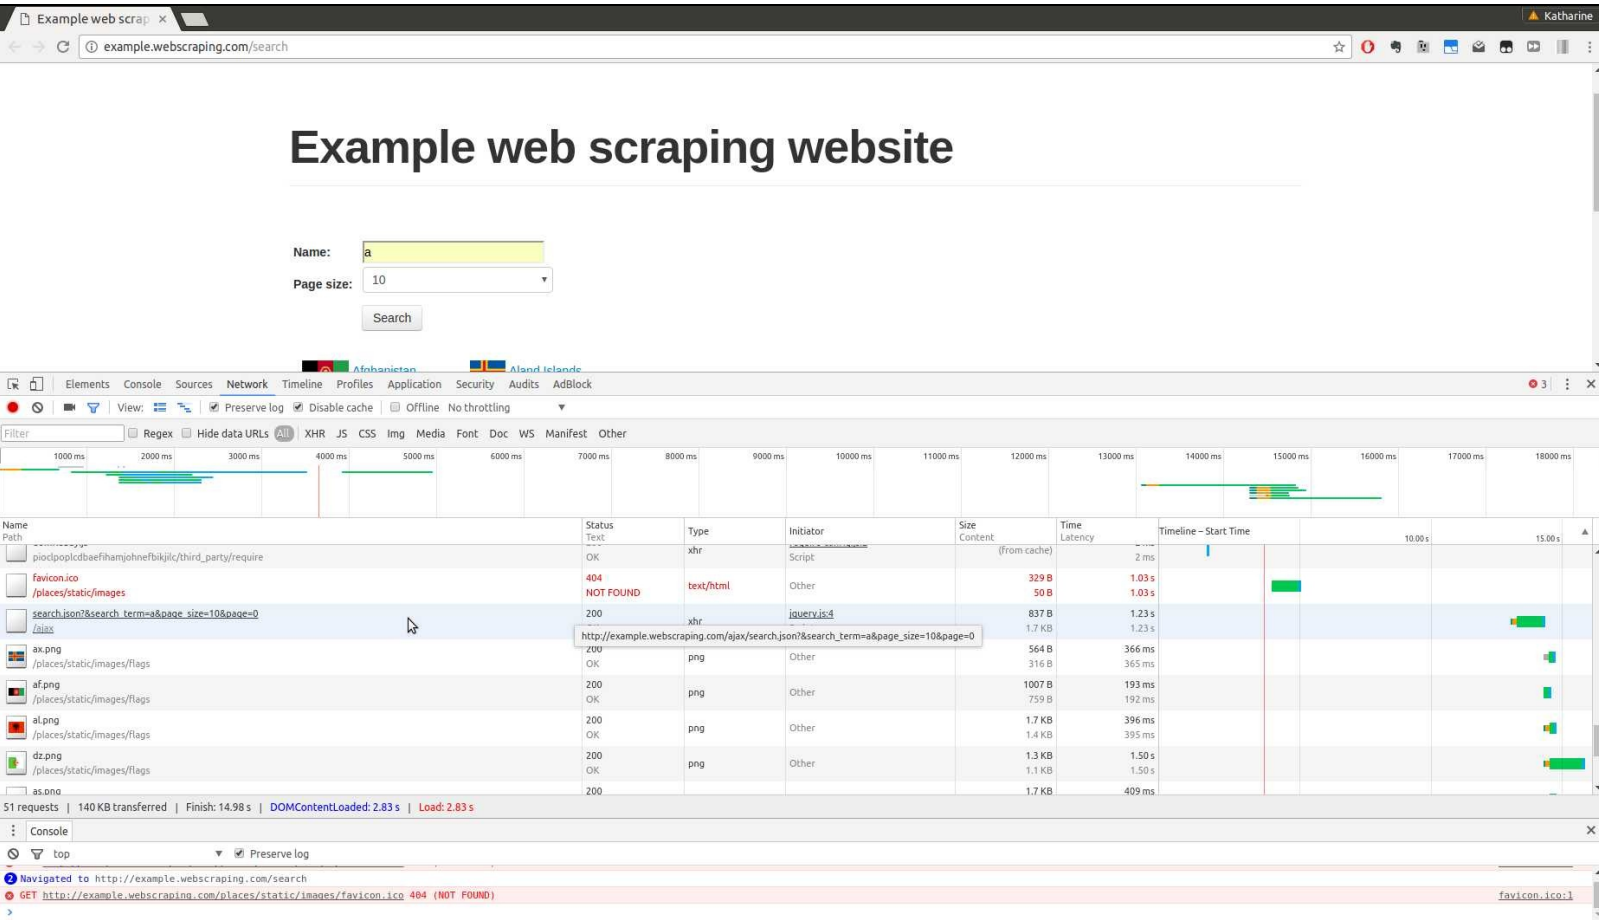 Example web scrap ×
Katharine
example.webscraping.com/search
Example web scraping website
Name: a
Page size: 10
Search
Afghanistan Aland Islands
Elements Console Sources Network Timeline Profiles Application Security Audits AdBlock 3
View: Preserve log Disable cache Offline No throttling
Filter Regex Hide data URLs All XHR JS CSS Img Media Font Doc WS Manifest Other
1000 ms 2000 ms 3000 ms 4000 ms 5000 ms 6000 ms 7000 ms 8000 ms 9000 ms 10000 ms 11000 ms 12000 ms 13000 ms 14000 ms 15000 ms 16000 ms 17000 ms 18000 ms
Name Status Type Initiator Size Time Timeline – Start Time
Path Text Content Latency 10.00 s 15.00 s
xhr (from cache)
pioclpoplcdbaefihamjohnefbikjilc/third_party/require OK Script 2 ms
favicon.ico 404 text/html Other 329 B 1.03 s
/places/static/images NOT FOUND 50 B 1.03 s
search.json?&search_term=a&page_size=10&page=0 200 xhr jquery.js:4 837 B 1.23 s
/ajax 1.7 KB 1.23 s
http://example.webscraping.com/ajax/search.json?&search_term=a&page_size=10&page=0
ax.png 200 png Other 564 B 366 ms
/places/static/images/flags OK 316 B 365 ms
af.png 200 png Other 1007 B 193 ms
/places/static/images/flags OK 759 B 192 ms
al.png 200 png Other 1.7 KB 396 ms
/places/static/images/flags OK 1.4 KB 395 ms
dz.png 200 png Other 1.3 KB 1.50 s
/places/static/images/flags OK 1.1 KB 1.50 s
as.png 200 1.7 KB 409 ms
51 requests | 140 KB transferred | Finish: 14.98 s | DOMContentLoaded: 2.83 s | Load: 2.83 s
Console
top Preserve log
2 Navigated to http://example.webscraping.com/search
GET http://example.webscraping.com/places/static/images/favicon.ico 404 (NOT FOUND) favicon.ico:1
>